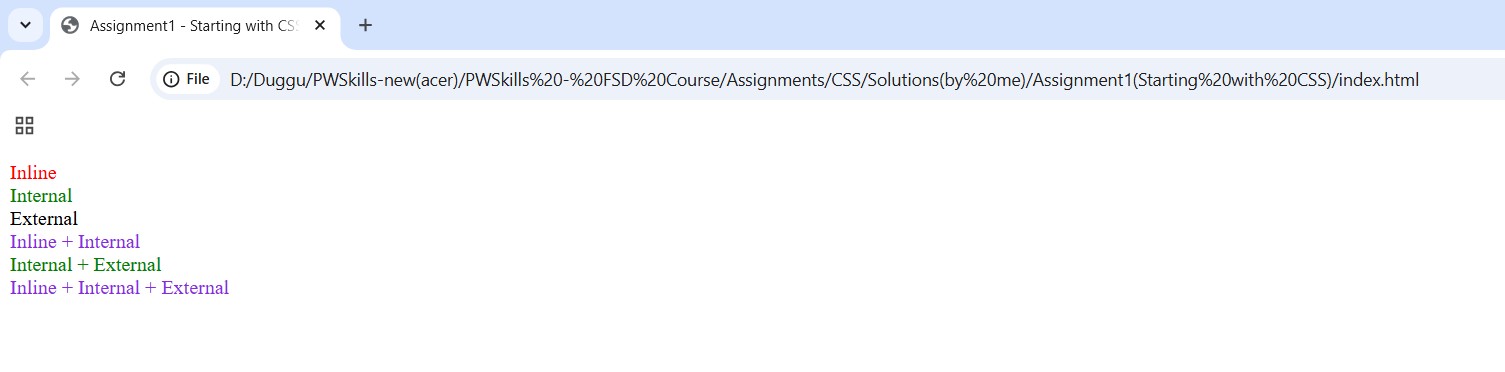 Assignment1 - Starting with CS
File D:/Duggu/PWSkills-new(acer)/PWSkills%20-%20FSD%20Course/Assignments/CSS/Solutions(by%20me)/Assignment1(Starting%20with%20CSS)/index.html
Inline
Internal
External
Inline + Internal
Internal + External
Inline + Internal + External